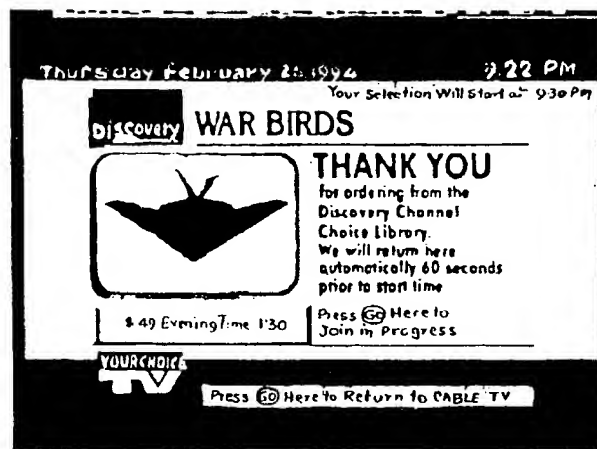 Thursday February 1994
9.22 PM
Your Selection Will Start at 9:30 PM
Discovery
WAR BIRDS
THANK YOU
for ordering from the
Discovery Channel
Choice Library.
We will return here
automatically 60 seconds
prior to start time
$ .49 Evening Time 1:30
Press GO Here to
Join in Progress
YOUR CHOICE
TV
Press GO Here to Return to CABLE TV